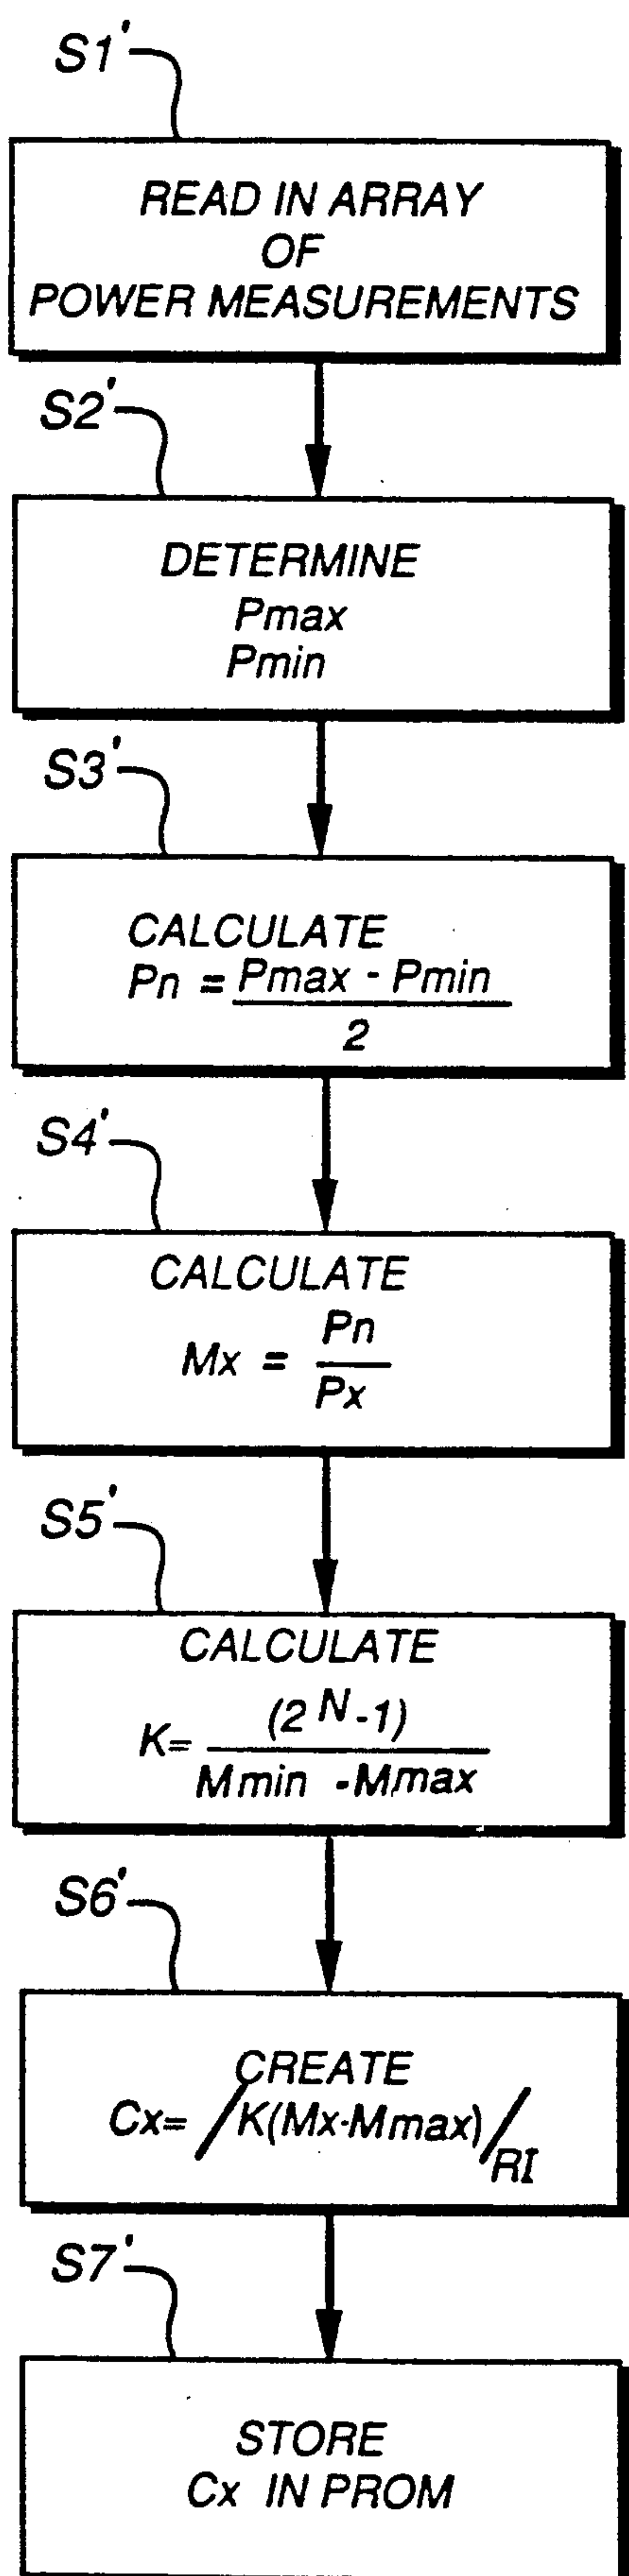 S1'
READ IN ARRAY
OF
POWER MEASUREMENTS
S2'
DETERMINE
Pmax
Pmin
S3'
CALCULATE
Pn = Pmax - Pmin
2
S4'
CALCULATE
Mx = Pn
Px
S5'
CALCULATE
K= (2 N -1)
Mmin - Mmax
S6'
CREATE
Cx= /K(Mx-Mmax)/RI
S7'
STORE
Cx IN PROM